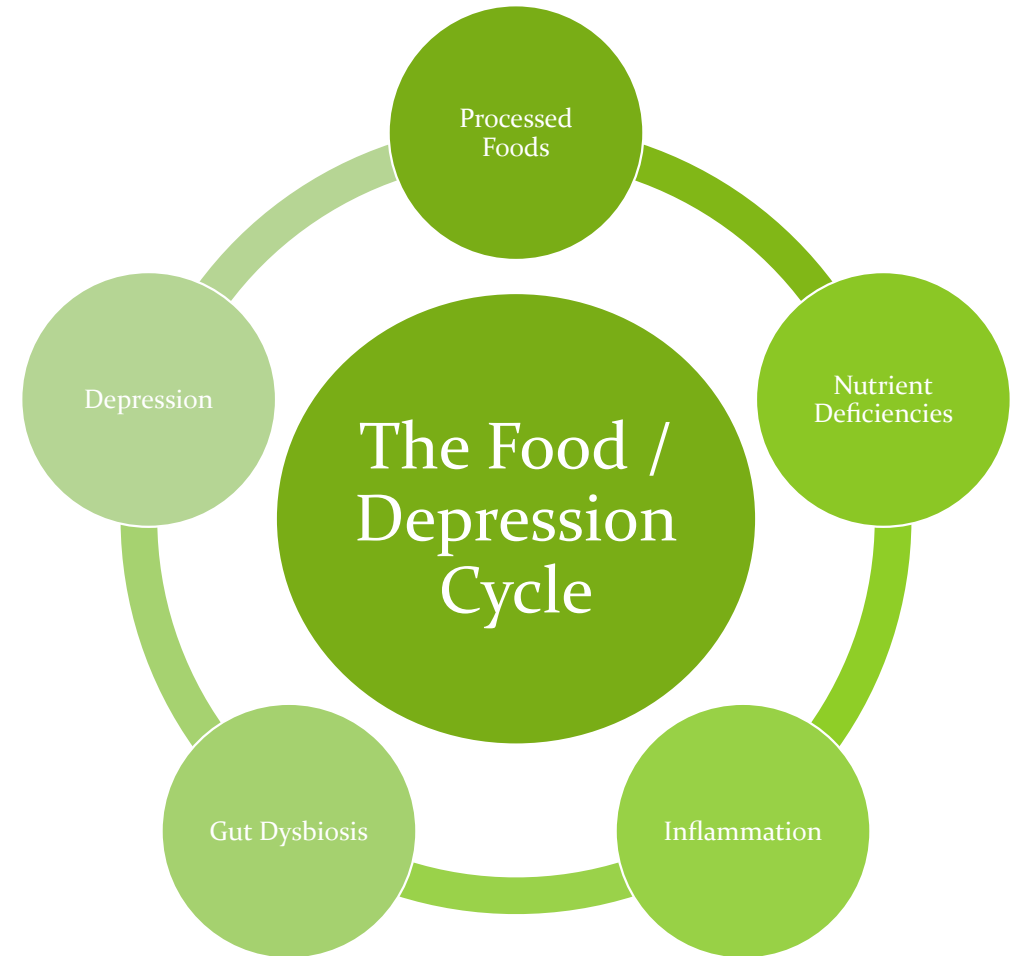 Processed
Foods
Nutrient
Deficiencies
Inflammation
Gut Dysbiosis
Depression
The Food /
Depression
Cycle